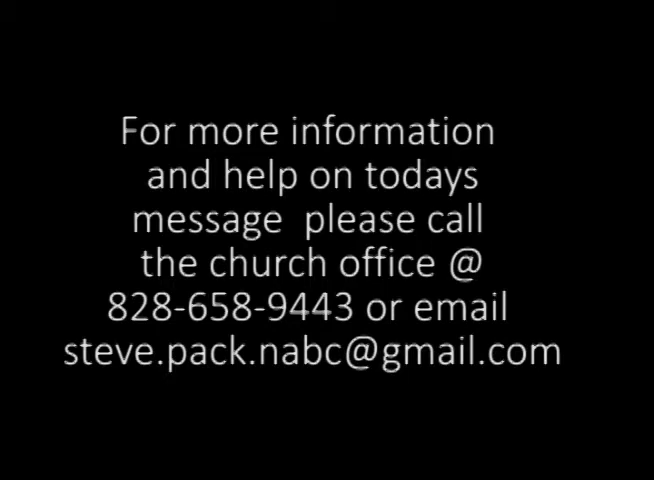 For more information
and help on todays
message  please call
the church office @
828-658-9443 or email
steve.pack.nabc@gmail.com